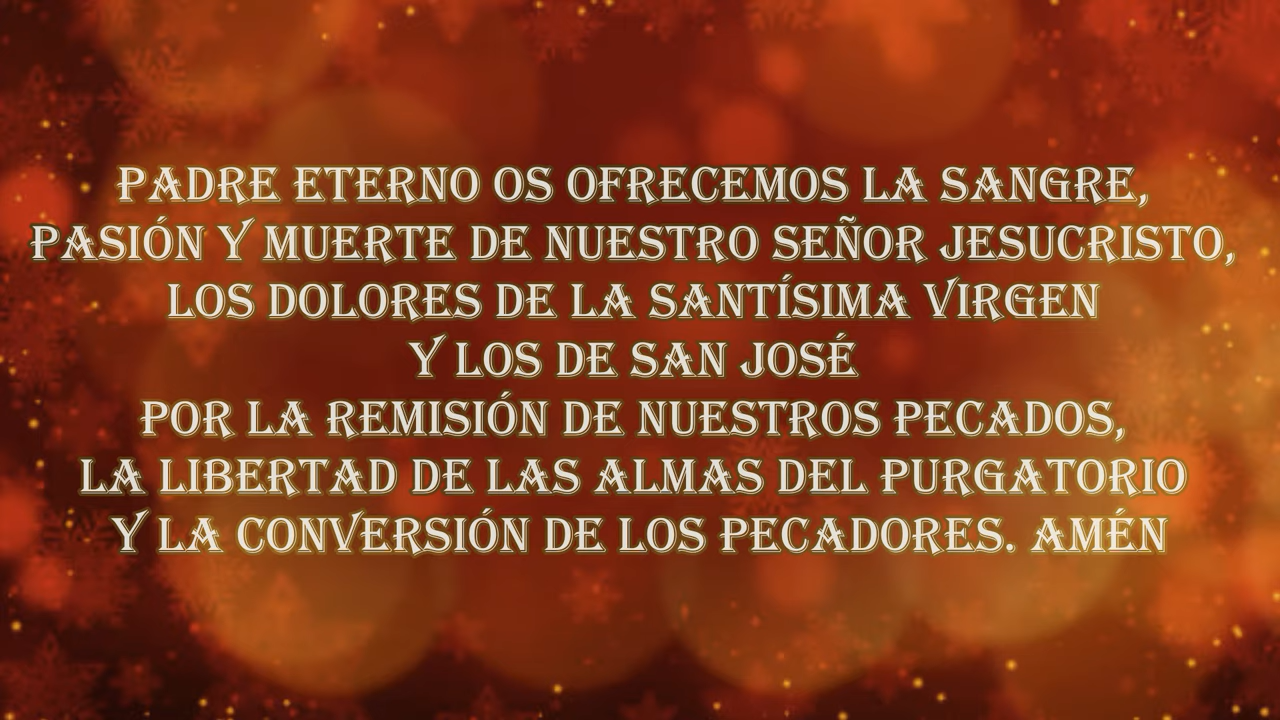 PADRE ETERNO OS OFRECEMOS LA SANGRE,
PASIÓN Y MUERTE DE NUESTRO SEÑOR JESUCRISTO,
LOS DOLORES DE LA SANTÍSIMA VIRGEN
Y LOS DE SAN JOSÉ
POR LA REMISIÓN DE NUESTROS PECADOS,
LA LIBERTAD DE LAS ALMAS DEL PURGATORIO
Y LA CONVERSIÓN DE LOS PECADORES. AMÉN